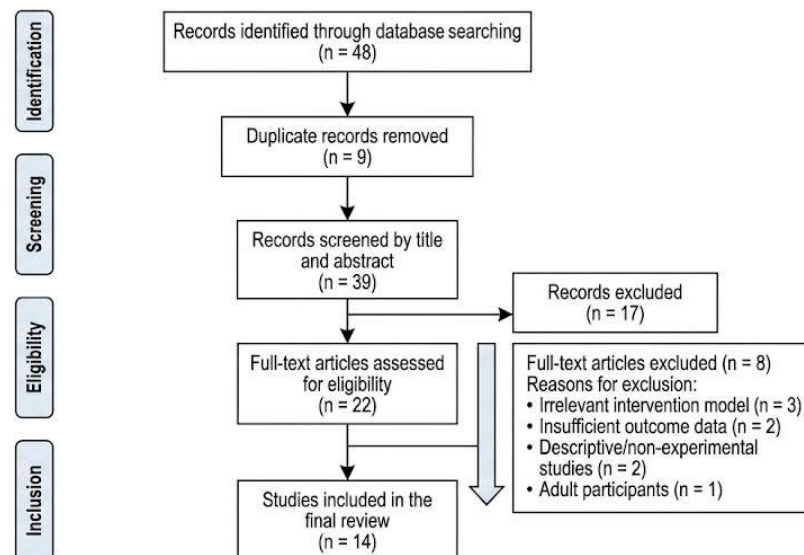 Identification
Records identified through database searching
(n = 48)
Duplicate records removed
(n = 9)
Screening
Records screened by title
and abstract
(n = 39)
Records excluded
(n = 17)
Eligibility
Full-text articles assessed
for eligibility
(n = 22)
Full-text articles excluded (n = 8)
Reasons for exclusion:
• Irrelevant intervention model (n = 3)
• Insufficient outcome data (n = 2)
• Descriptive/non-experimental
studies (n = 2)
• Adult participants (n = 1)
Inclusion
Studies included in the
final review
(n = 14)